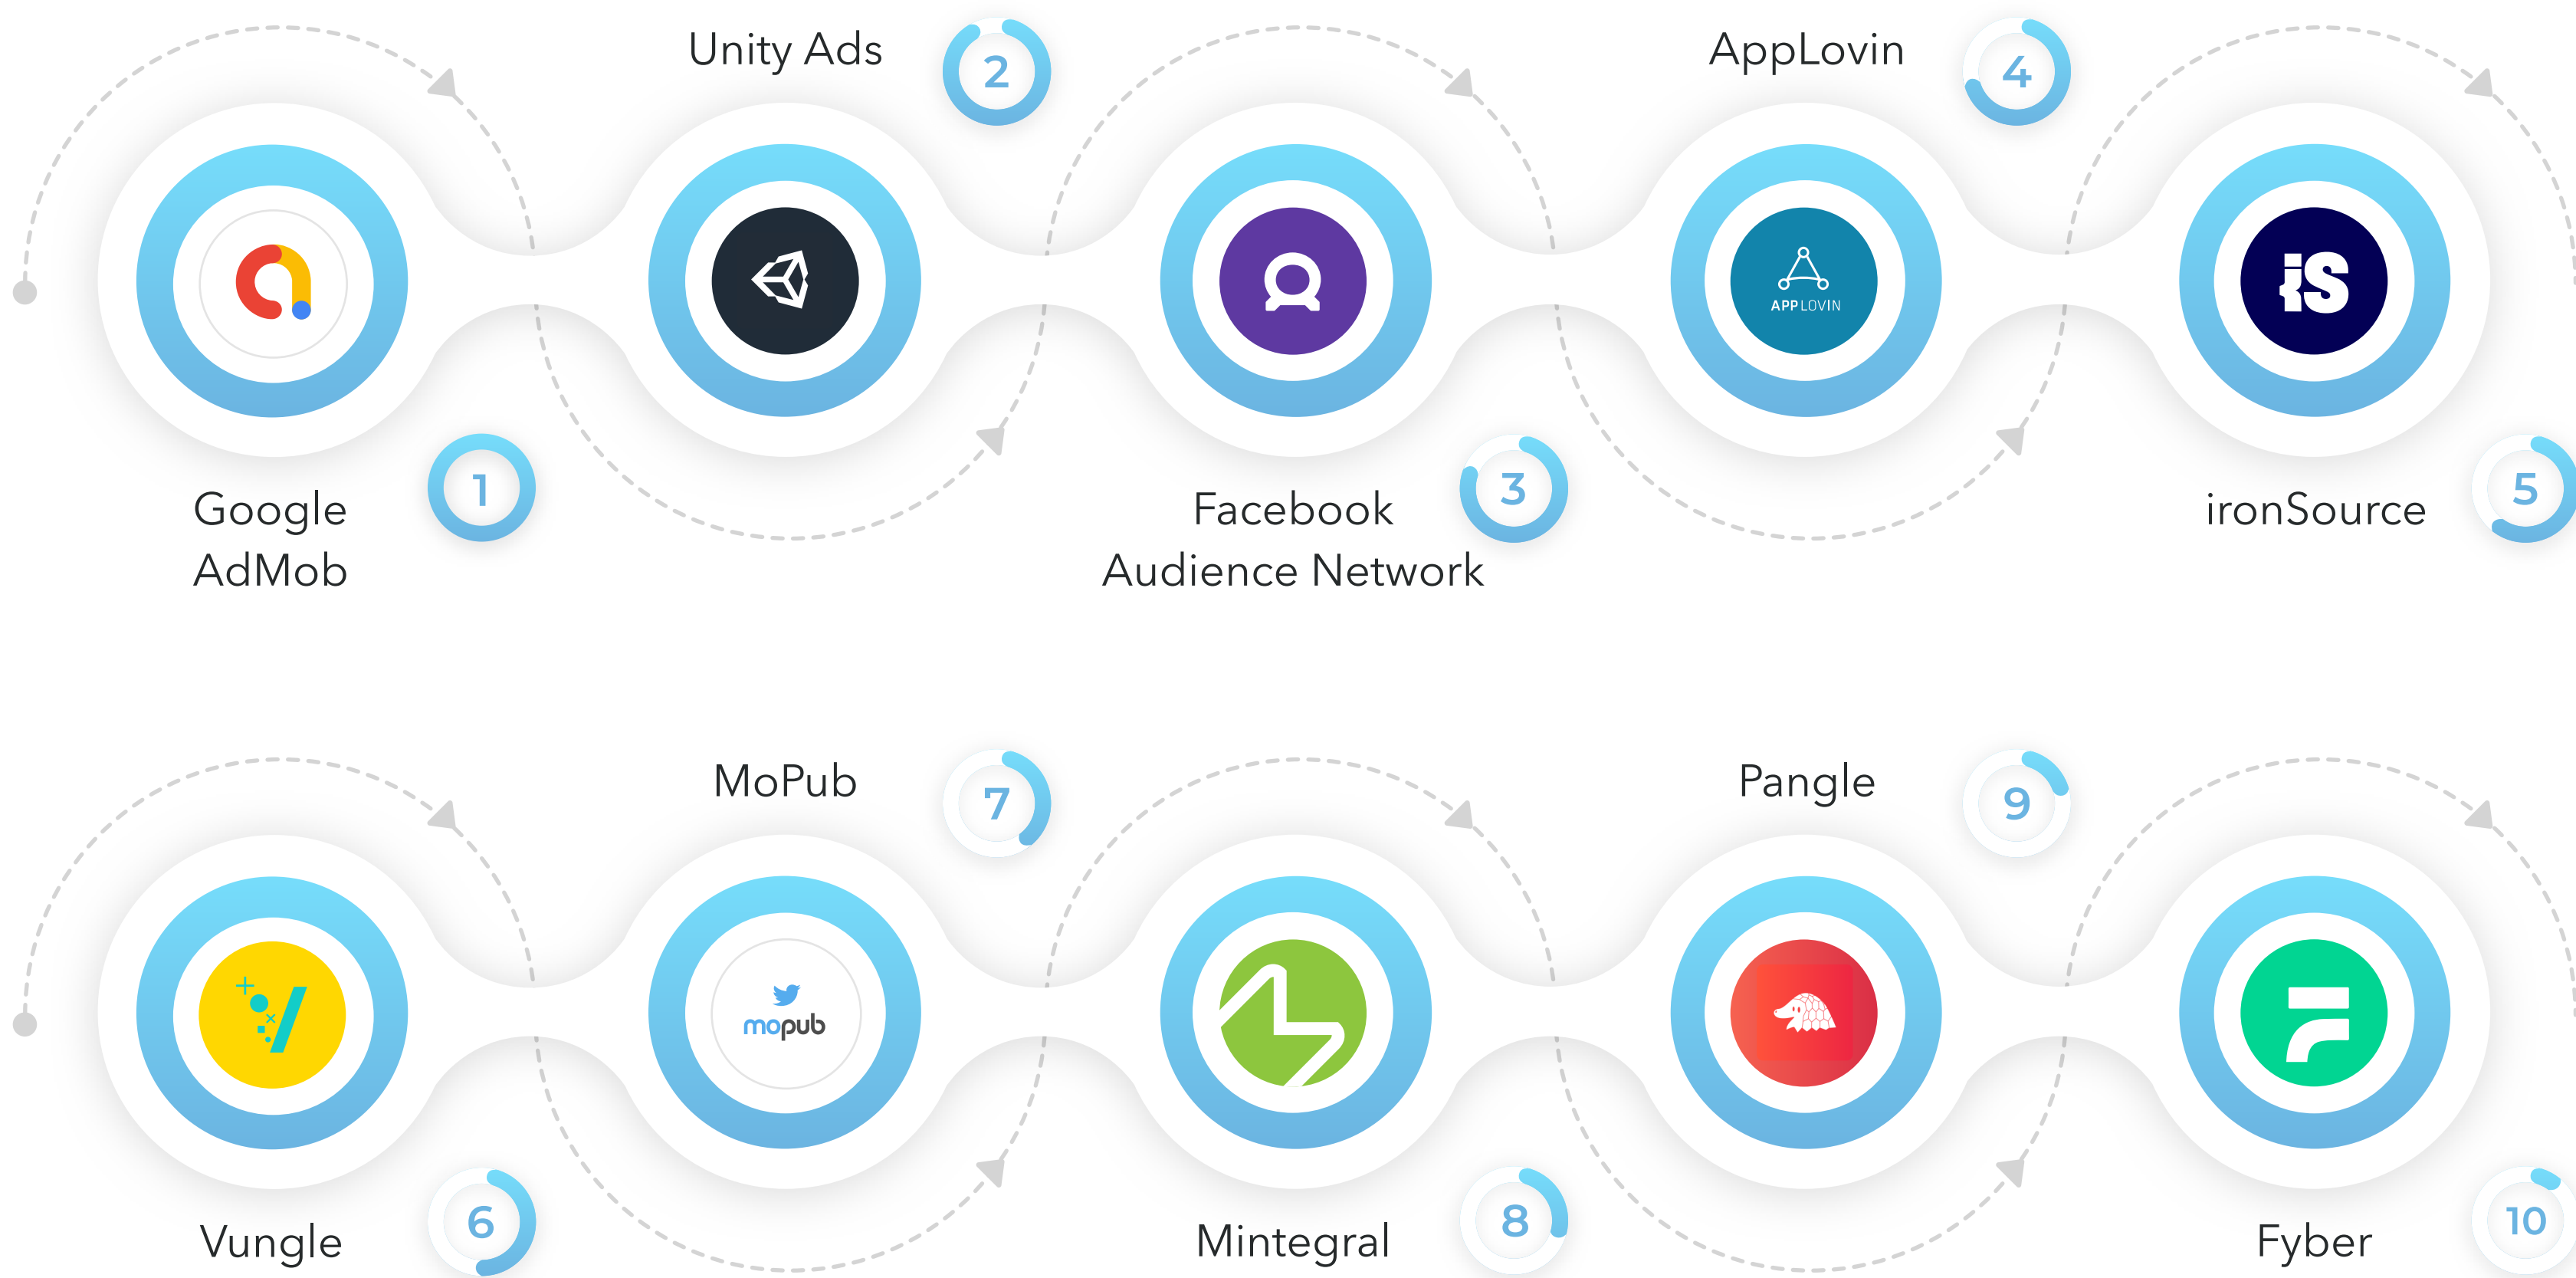 Google
AdMob
1
Unity Ads
2
Facebook
Audience Network
3
AppLovin
4
APPLOVIN
ironSource
5
iS
Vungle
6
MoPub
7
mopub
Mintegral
8
Pangle
9
Fyber
10